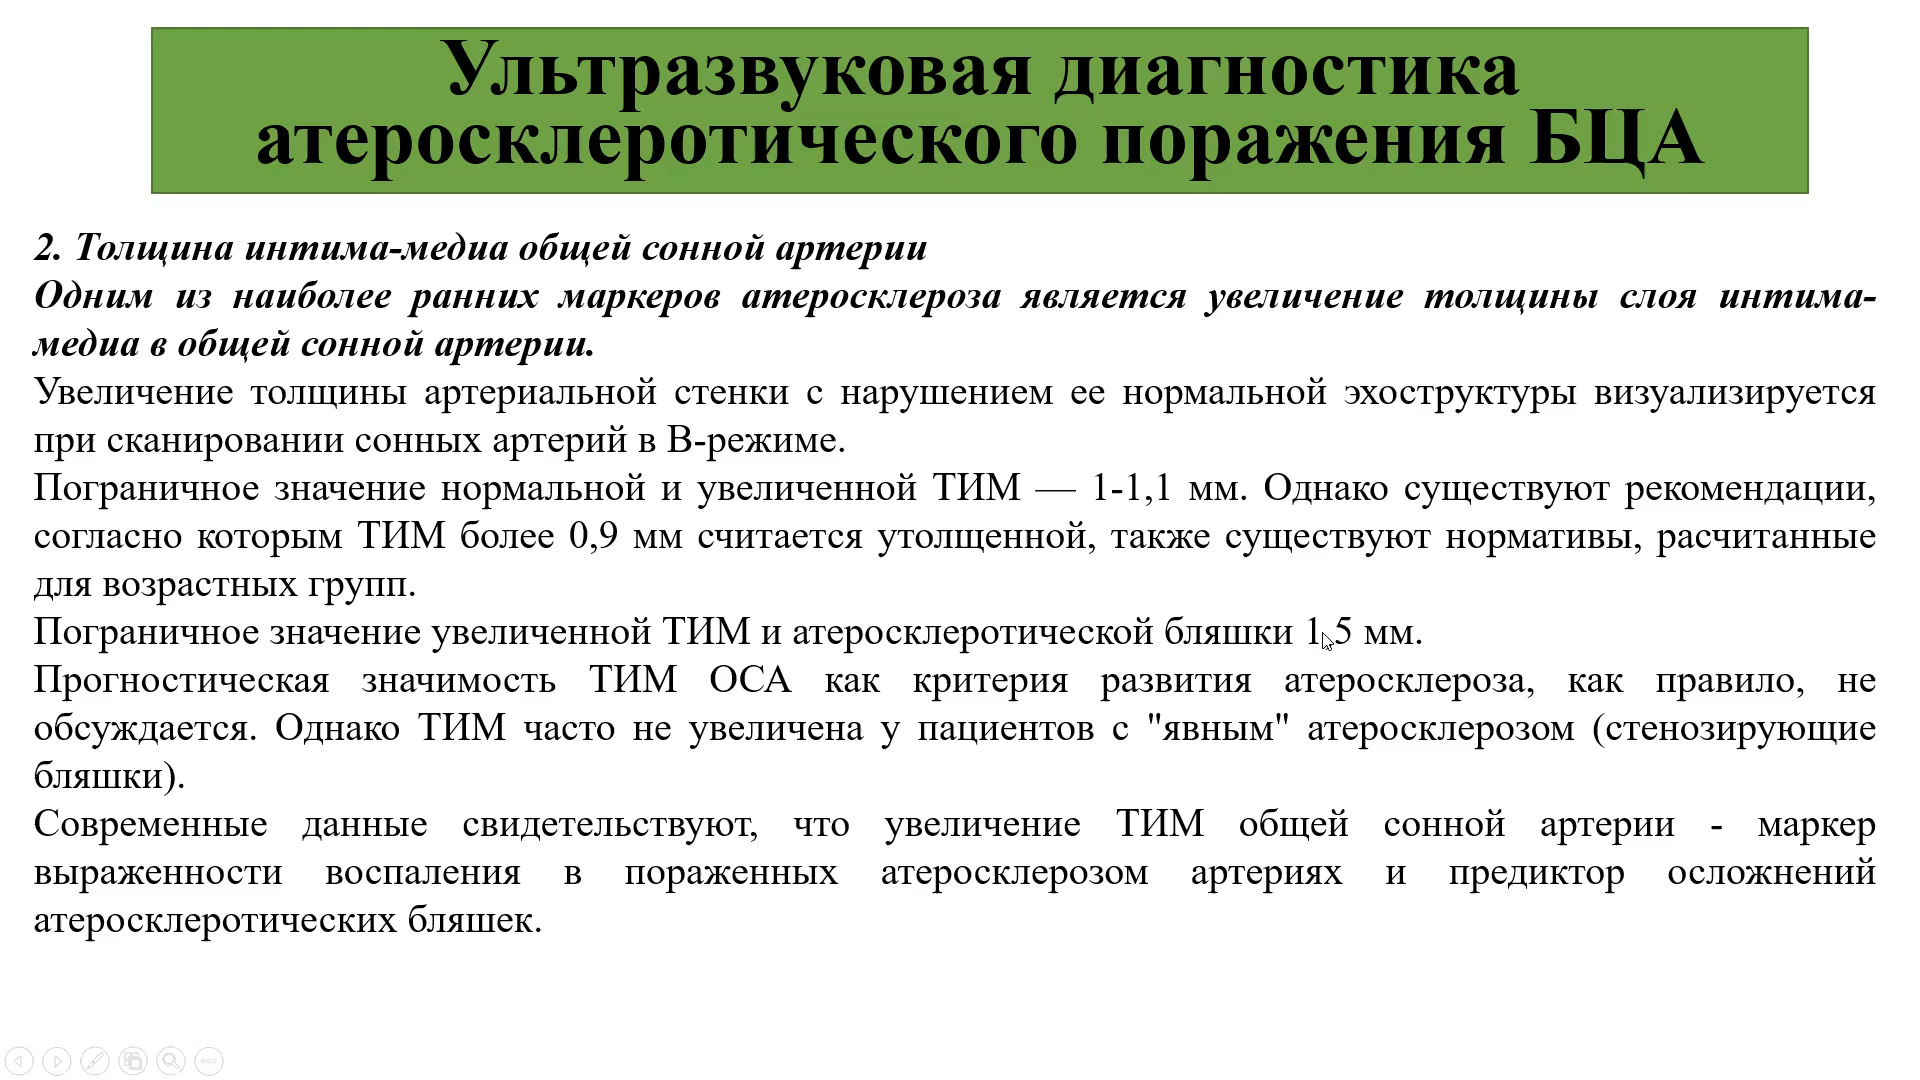 Ультразвуковая диагностика
атеросклеротического поражения БЦА
2. Толщина интима-медиа общей сонной артерии
Одним из наиболее ранних маркеров атеросклероза является увеличение толщины слоя интима-
медиа в общей сонной артерии.
Увеличение толщины артериальной стенки с нарушением ее нормальной эхоструктуры визуализируется
при сканировании сонных артерий в В-режиме.
Пограничное значение нормальной и увеличенной ТИМ — 1-1,1 мм. Однако существуют рекомендации,
согласно которым ТИМ более 0,9 мм считается утолщенной, также существуют нормативы, расчитанные
для возрастных групп.
Пограничное значение увеличенной ТИМ и атеросклеротической бляшки 1,5 мм.
Прогностическая значимость ТИМ ОСА как критерия развития атеросклероза, как правило, не
обсуждается. Однако ТИМ часто не увеличена у пациентов с "явным" атеросклерозом (стенозирующие
бляшки).
Современные данные свидетельствуют, что увеличение ТИМ общей сонной артерии - маркер
выраженности воспаления в пораженных атеросклерозом артериях и предиктор осложнений
атеросклеротических бляшек.